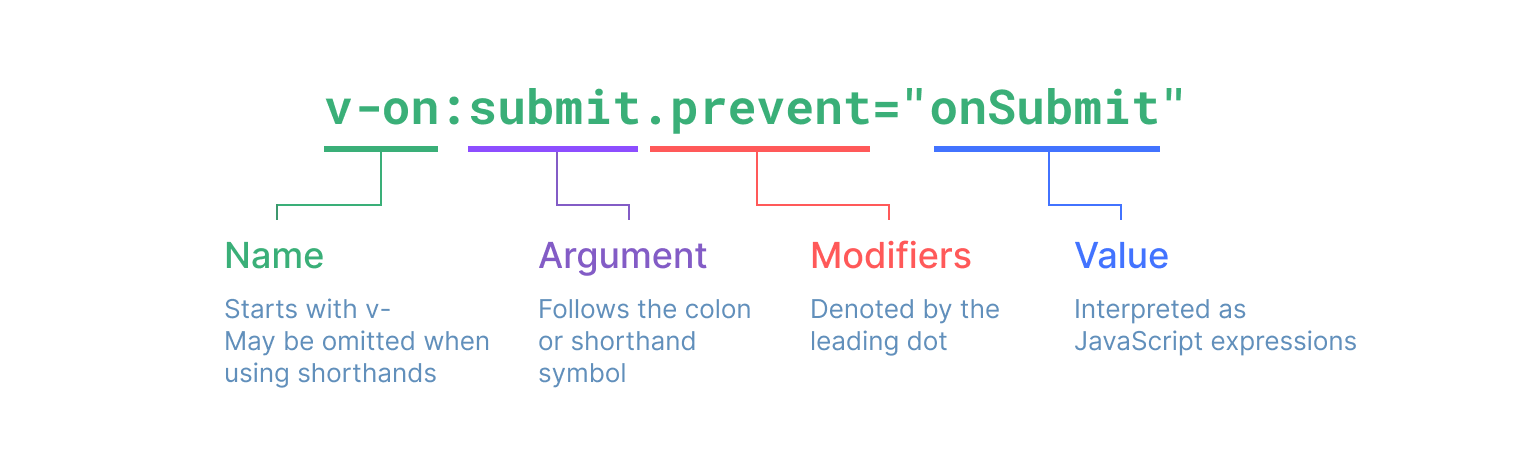 v-on:submit.prevent="onSubmit"
Name
Starts with v-
May be omitted when
using shorthands
Argument
Follows the colon
or shorthand
symbol
Modifiers
Denoted by the
leading dot
Value
Interpreted as
JavaScript expressions